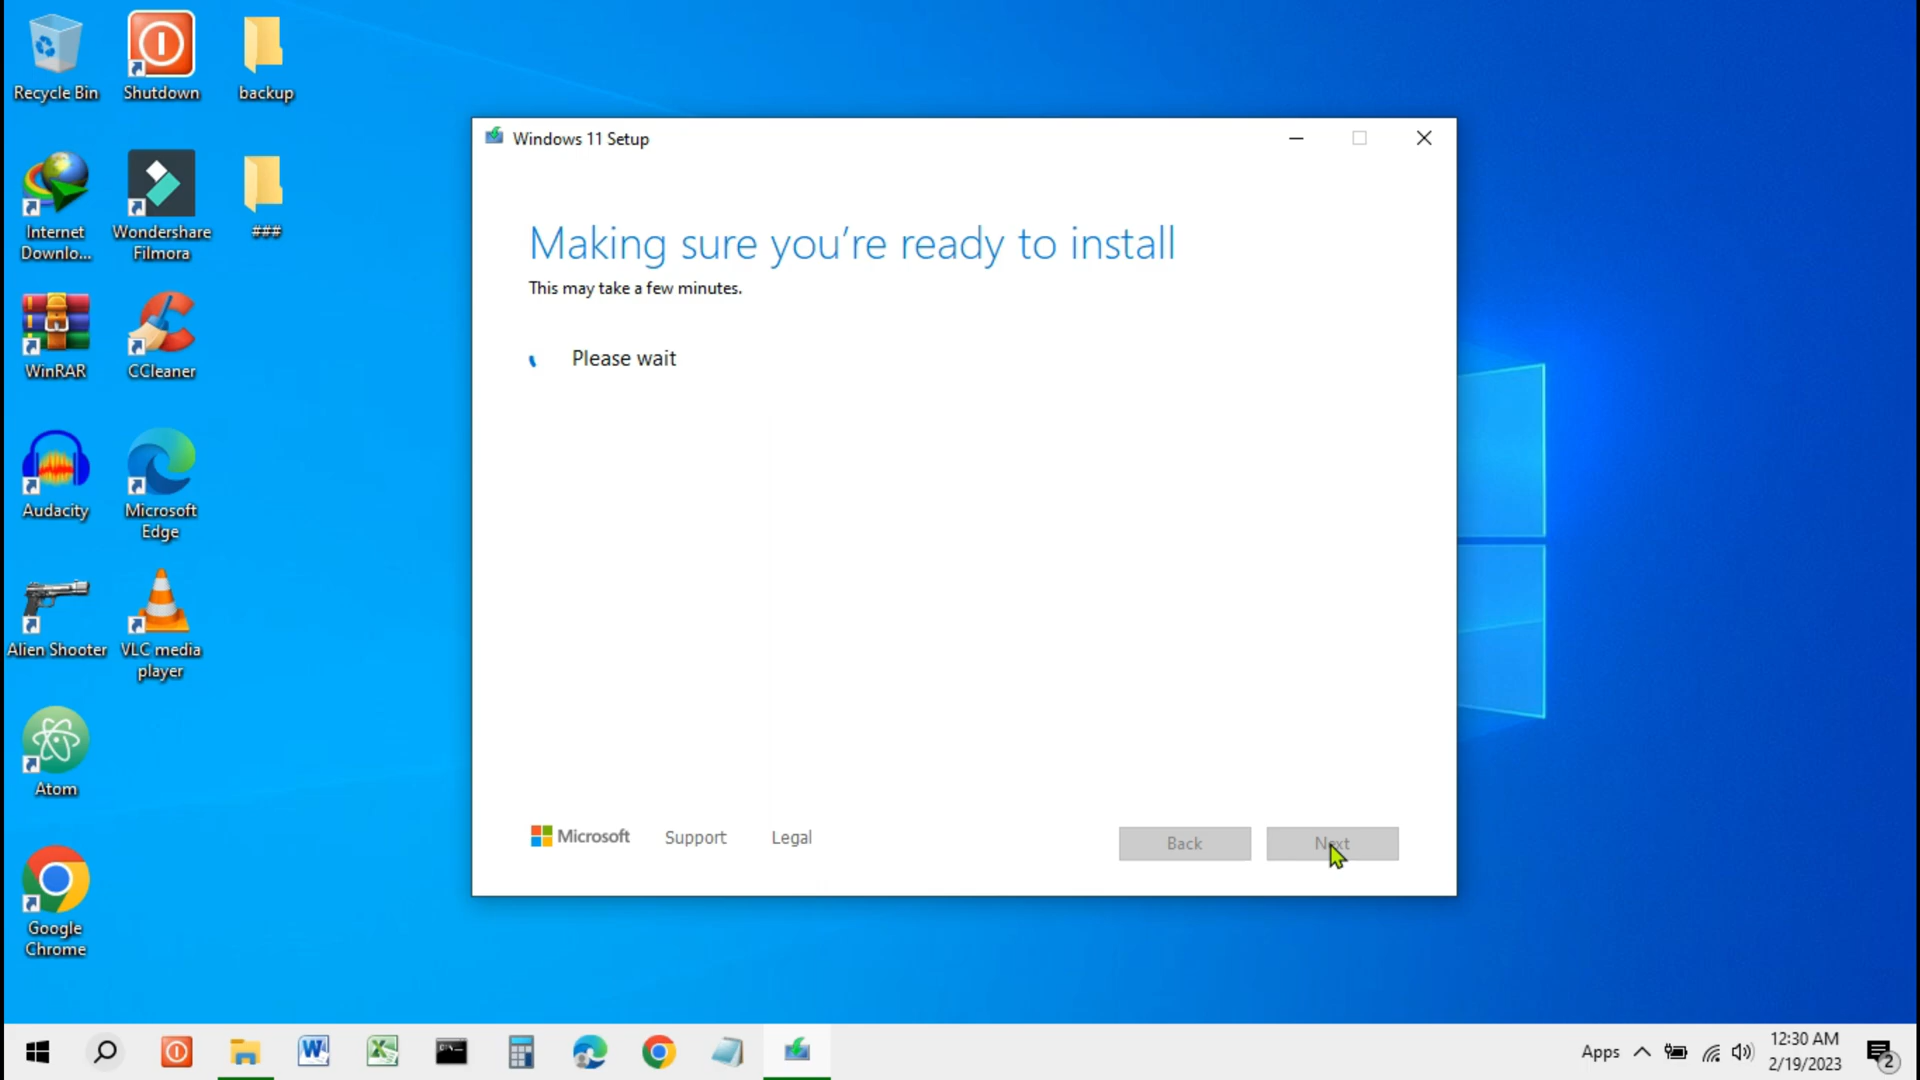 Recycle Bin
Shutdown
backup
Internet
Downlo...
Wondershare
Filmora
###
WinRAR
CCleaner
Audacity
Microsoft
Edge
Alien Shooter
VLC media
player
Atom
Google
Chrome
Windows 11 Setup
Making sure you're ready to install
This may take a few minutes.
Please wait
Microsoft
Support
Legal
Back
Next
Apps
12:30 AM
2/19/2023
2